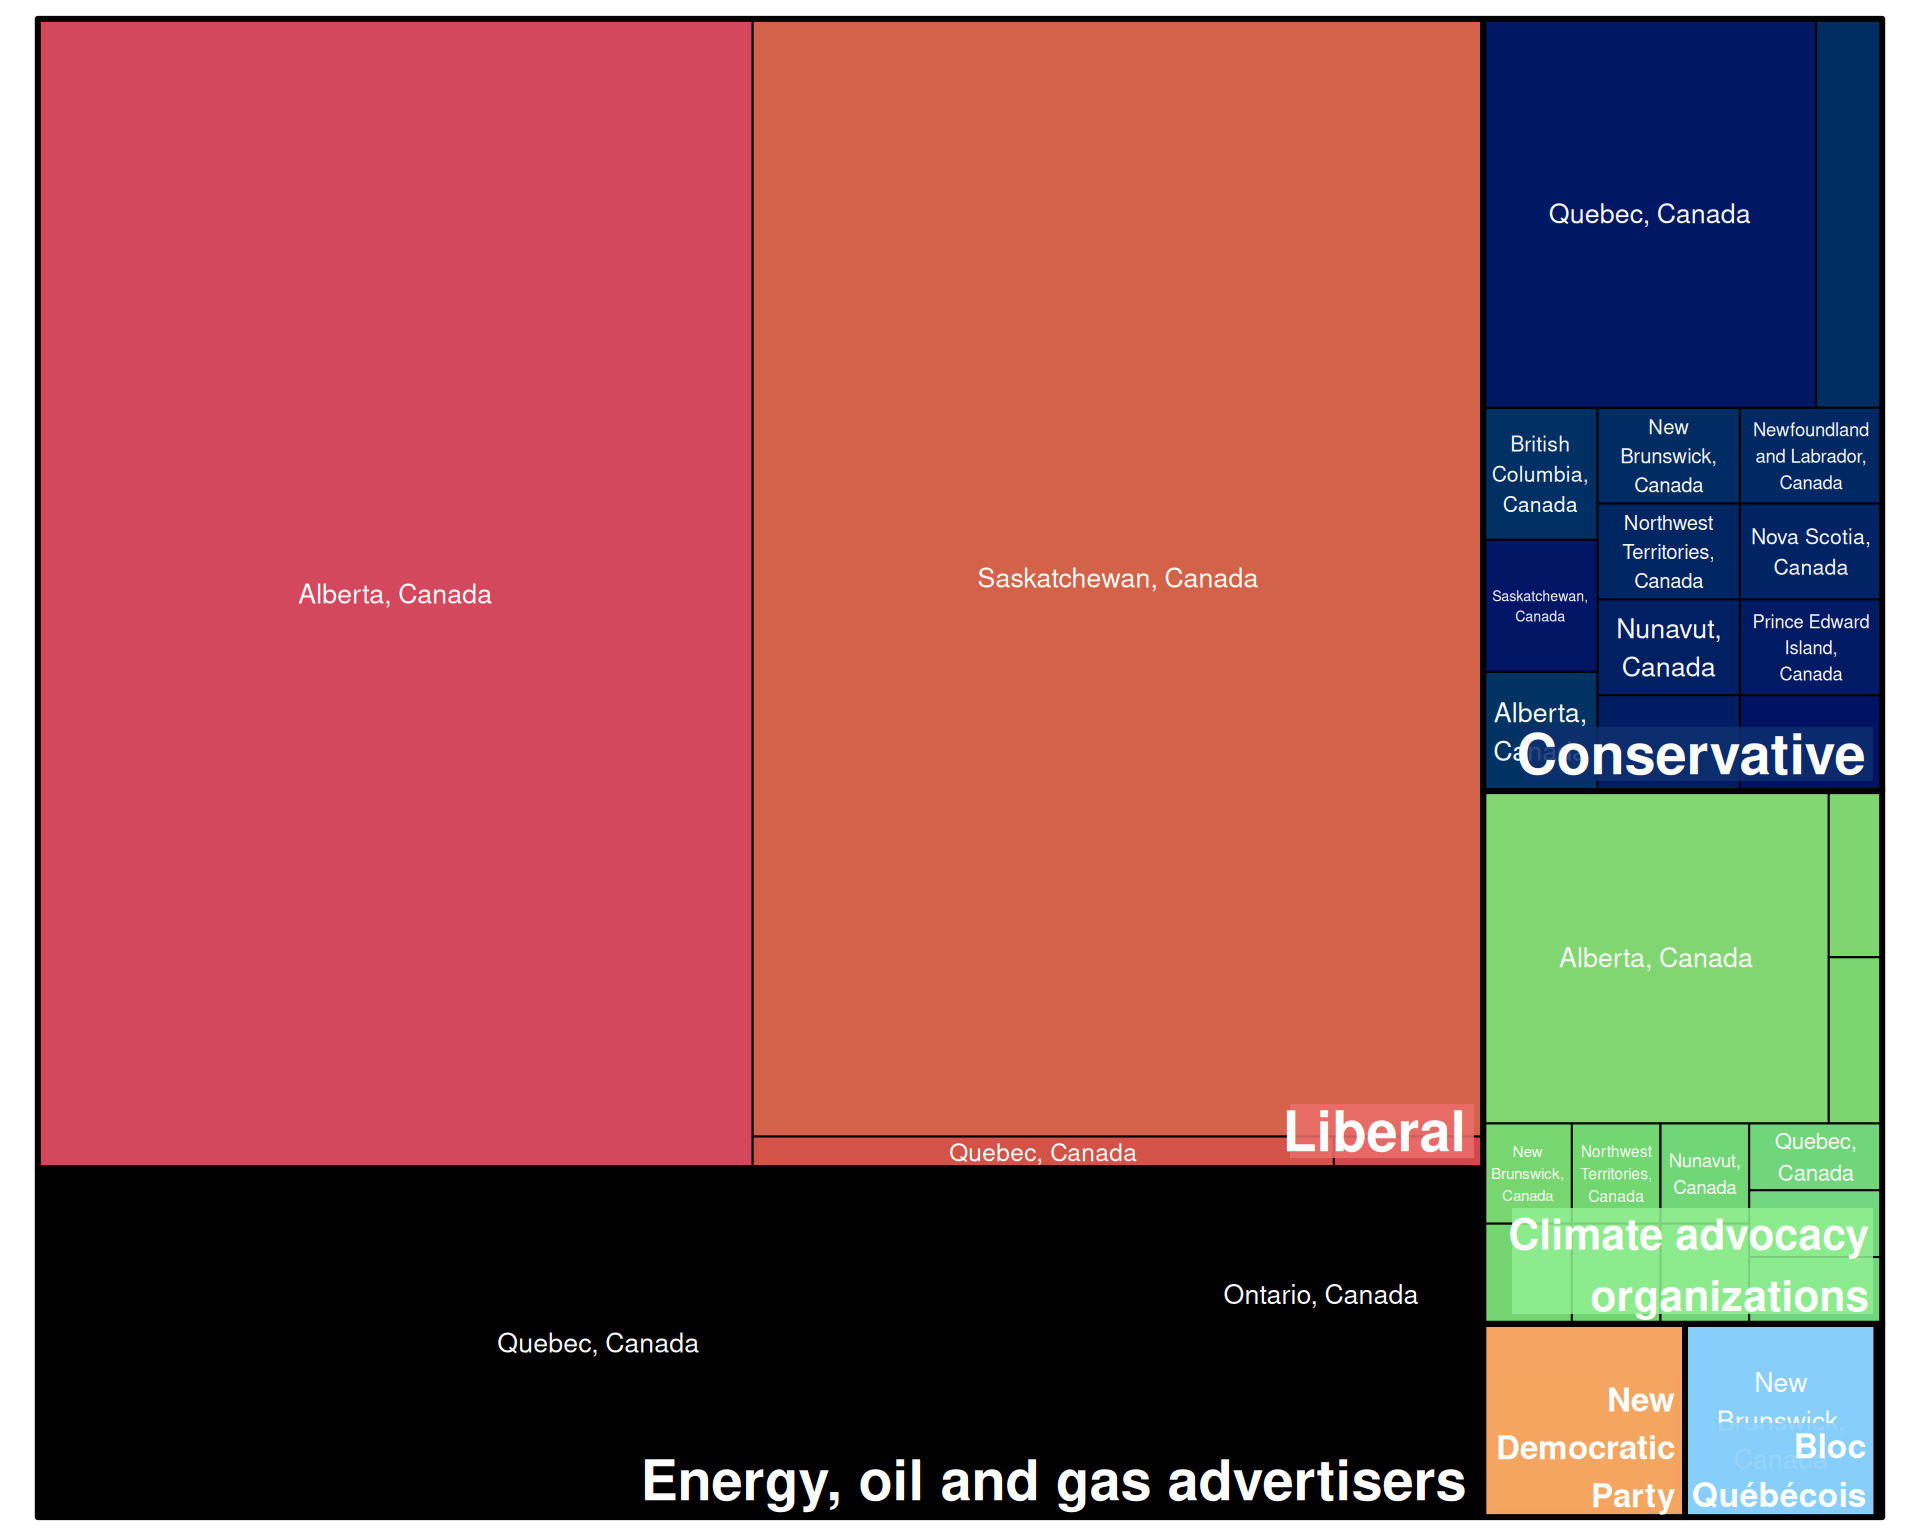 Alberta, Canada
Saskatchewan, Canada
Quebec, Canada
Liberal
Quebec, Canada
Ontario, Canada
Energy, oil and gas advertisers
Quebec, Canada
British
Columbia,
Canada
New
Brunswick,
Canada
Newfoundland
and Labrador,
Canada
Northwest
Territories,
Canada
Nova Scotia,
Canada
Saskatchewan,
Canada
Nunavut,
Canada
Prince Edward
Island,
Canada
Alberta,
Canada
Conservative
Alberta, Canada
New
Brunswick,
Canada
Northwest
Territories,
Canada
Nunavut,
Canada
Quebec,
Canada
Climate advocacy
organizations
New
Democratic
Party
New
Brunswick,
Canada
Bloc
Québécois